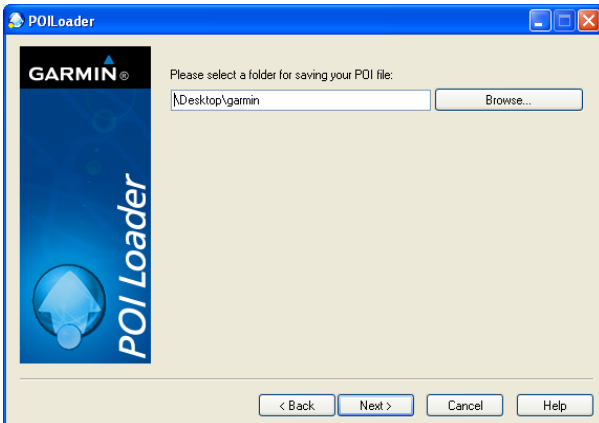 POILoader
GARMIN®
Please select a folder for saving your POI file:
\Desktop\garmin
Browse...
POI Loader
< Back
Next >
Cancel
Help